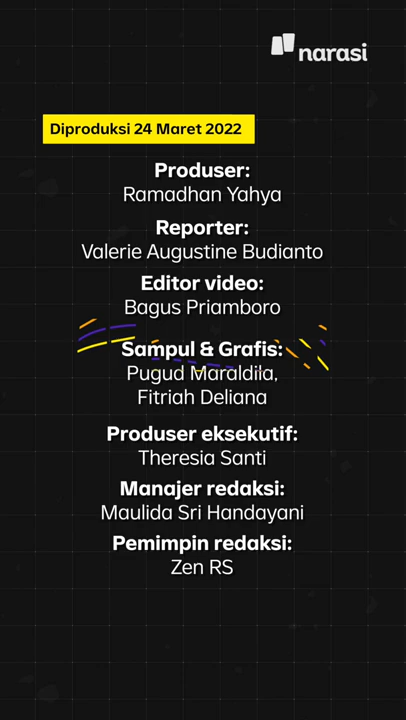 narasi
Diproduksi 24 Maret 2022
Produser:
Ramadhan Yahya
Reporter:
Valerie Augustine Budianto
Editor video:
Bagus Priamboro
Sampul & Grafis:
Pugud Maraldila,
Fitriah Deliana
Produser eksekutif:
Theresia Santi
Manajer redaksi:
Maulida Sri Handayani
Pemimpin redaksi:
Zen RS